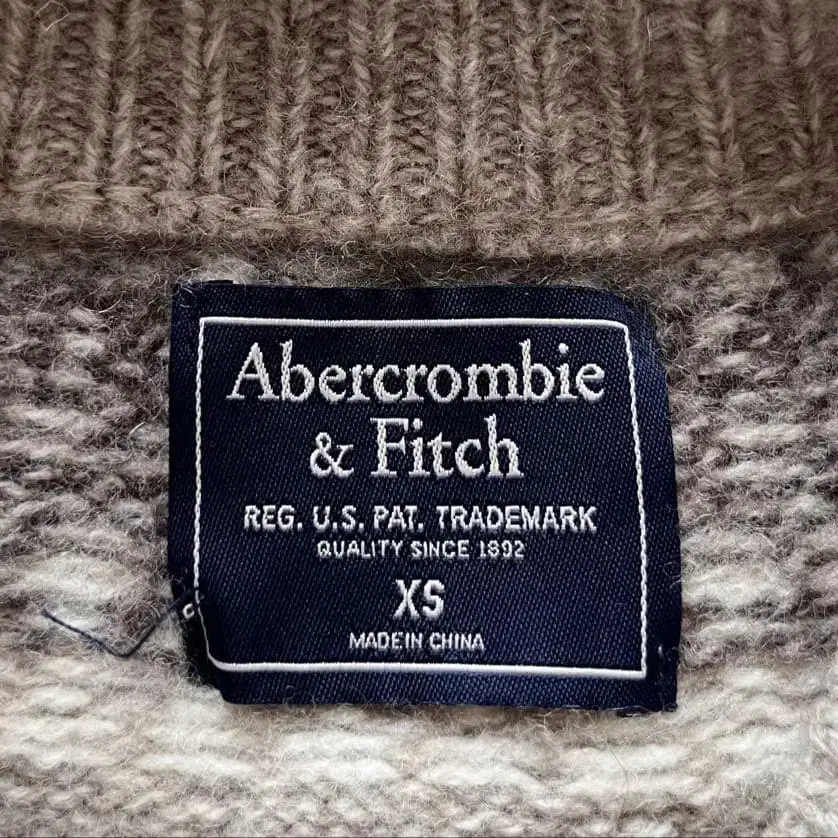 Abercrombie
& Fitch
REG. U.S. PAT. TRADEMARK
QUALITY SINCE 1892
XS
MADE IN CHINA